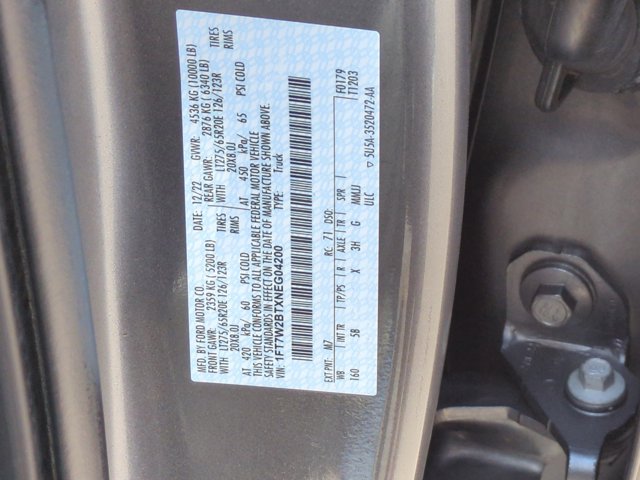 MFD. BY FORD MOTOR CO.
DATE: 12/22 GVWR: 4536 KG (10000 LB)
FRONT GAWR: 2359 KG (5200 LB) REAR GAWR: 2876 KG (6340 LB)
WITH LT275/65R20E 126/123R TIRES WITH LT275/65R20E 126/123R TIRES
20X8.0J RIMS 20X8.0J RIMS
AT 420 kPa/ 60 PSI COLD AT 450 kPa/ 65 PSI COLD
THIS VEHICLE CONFORMS TO ALL APPLICABLE FEDERAL MOTOR VEHICLE
SAFETY STANDARDS IN EFFECT ON THE DATE OF MANUFACTURE SHOWN ABOVE.
VIN: 1FT7W2BTXNEG04200 TYPE: Truck
EXT PNT: M7 RC: 71 DSO: F0179
WB INT TR TP/PS R AXLE TR SPR T1203
160 5B X 3H G MMJJ
ULC ▽ 5U5A-3520472-AA